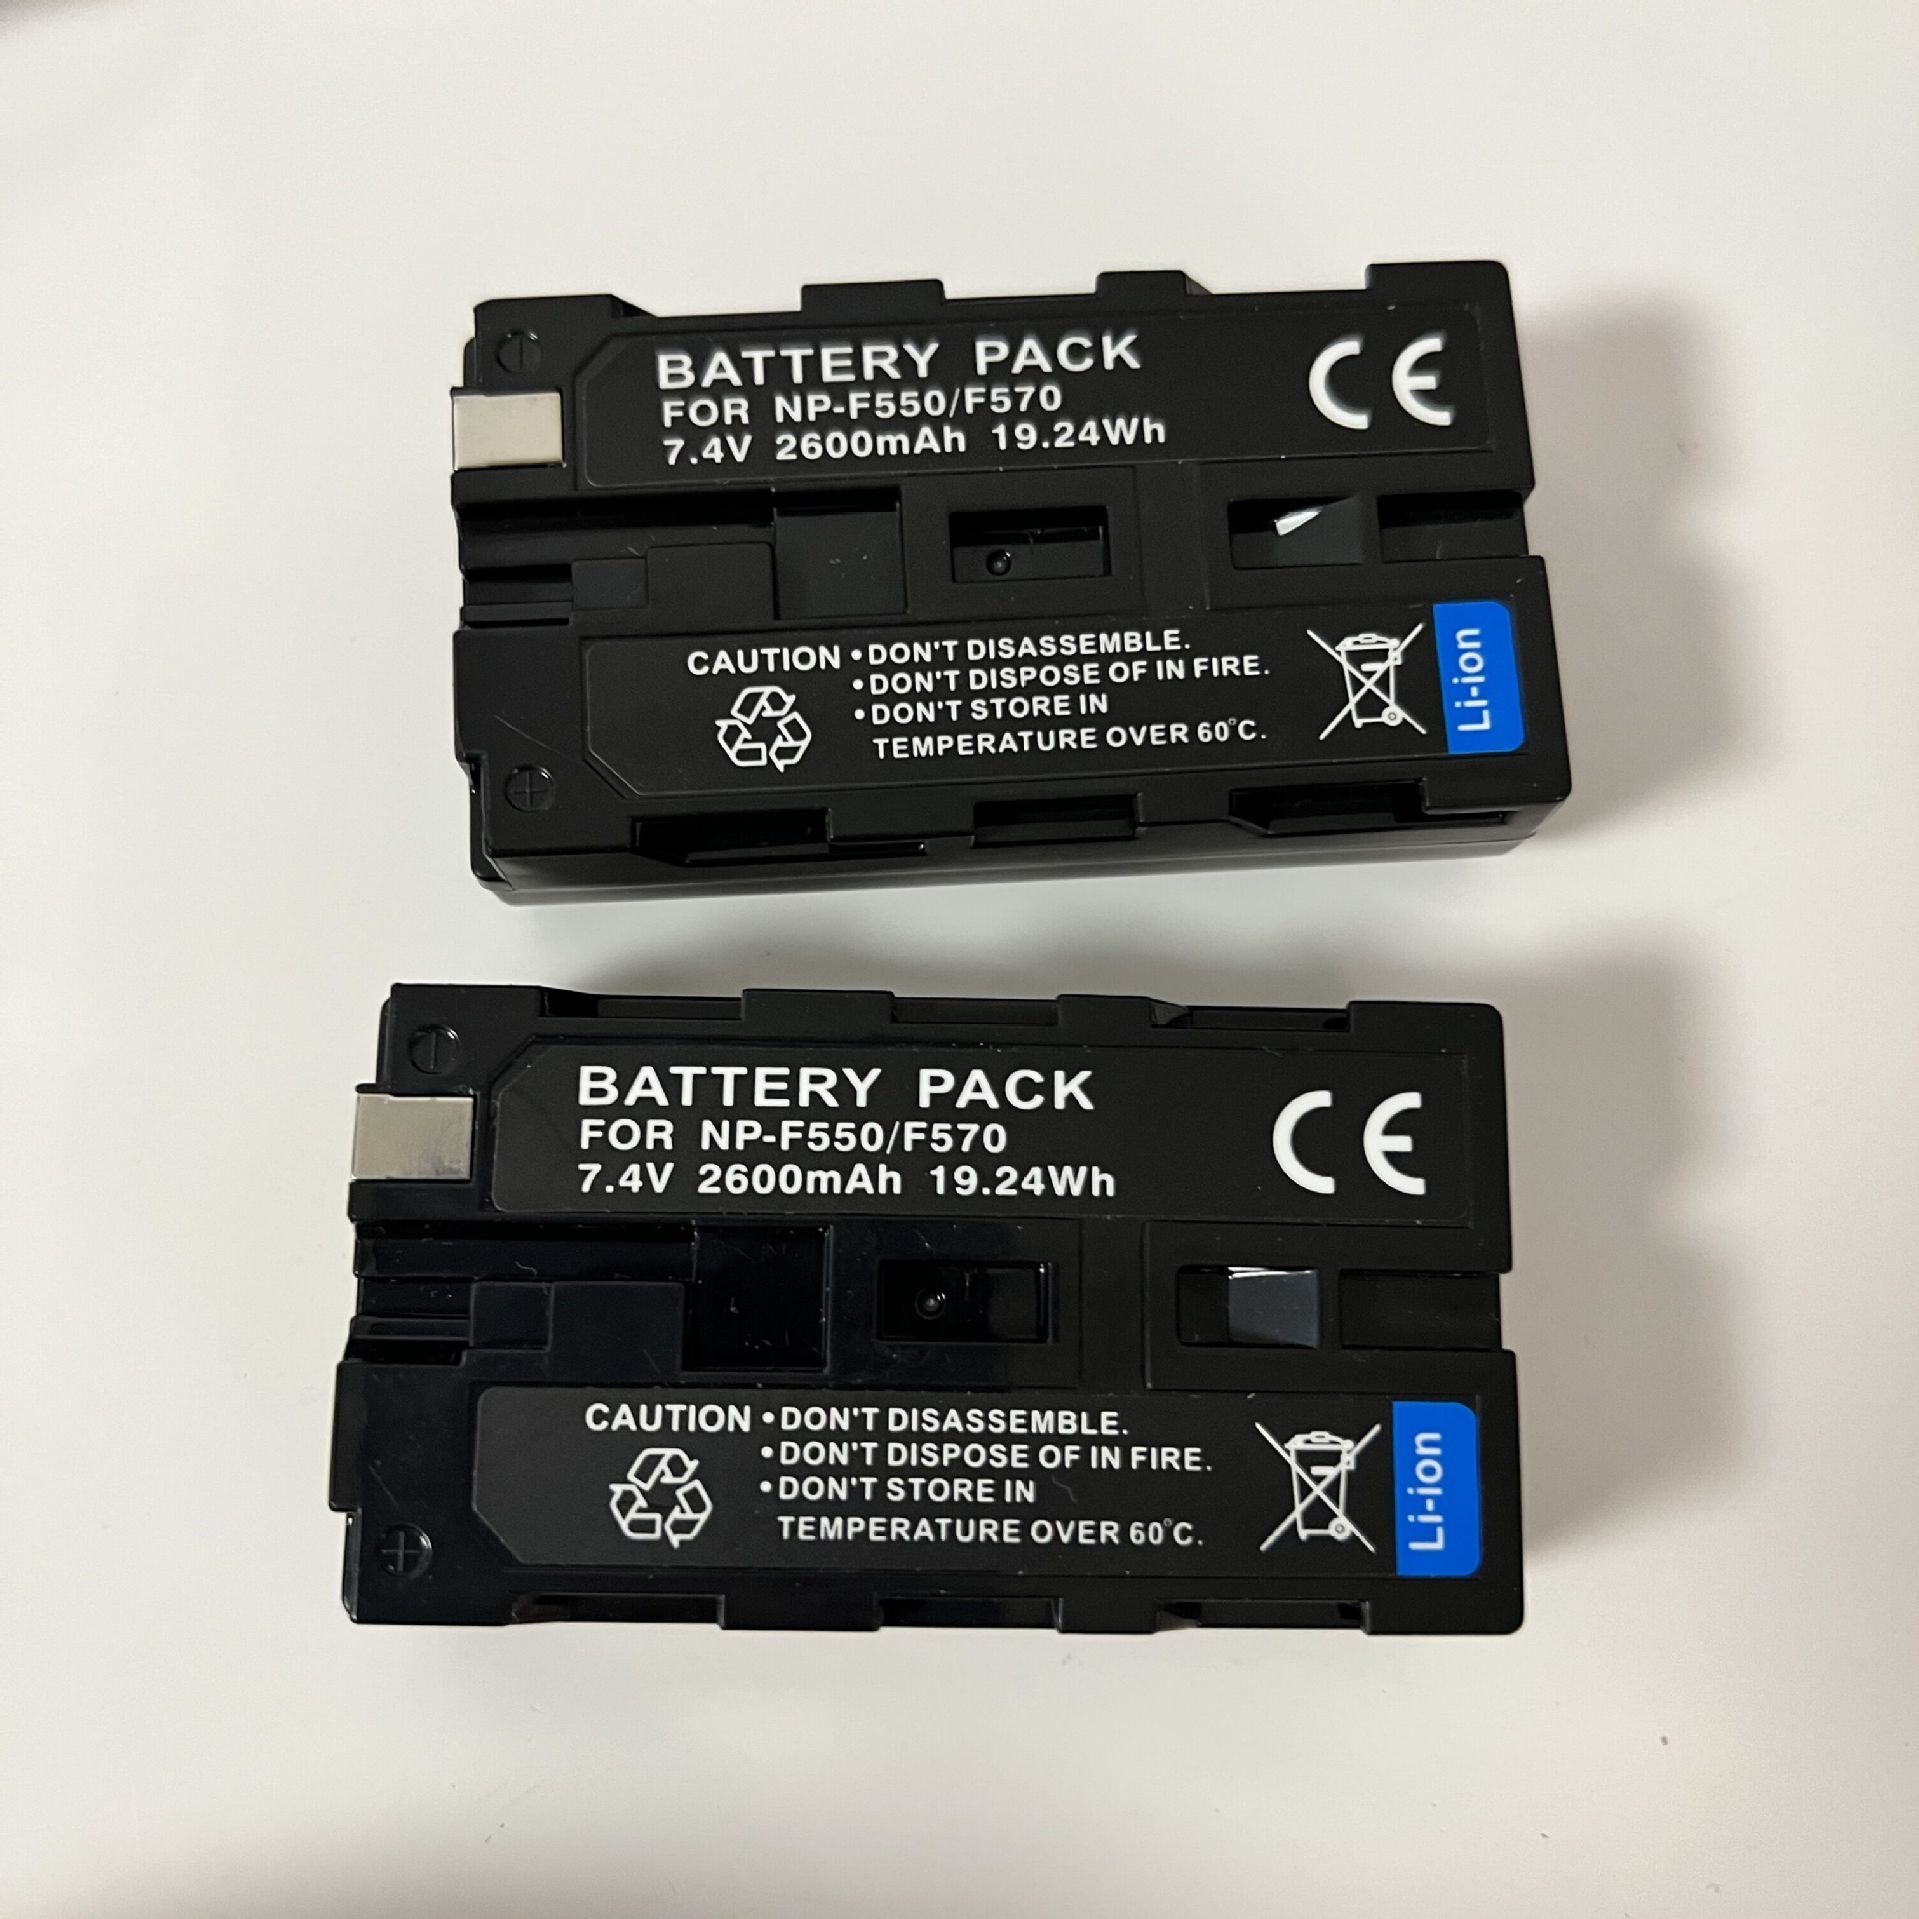 BATTERY PACK
FOR NP-F550/F570
7.4V 2600mAh 19.24Wh
CE
CAUTION •DON'T DISASSEMBLE.
•DON'T DISPOSE OF IN FIRE.
•DON'T STORE IN
TEMPERATURE OVER 60°C.
Li-ion
BATTERY PACK
FOR NP-F550/F570
7.4V 2600mAh 19.24Wh
CE
CAUTION •DON'T DISASSEMBLE.
•DON'T DISPOSE OF IN FIRE.
•DON'T STORE IN
TEMPERATURE OVER 60°C.
Li-ion